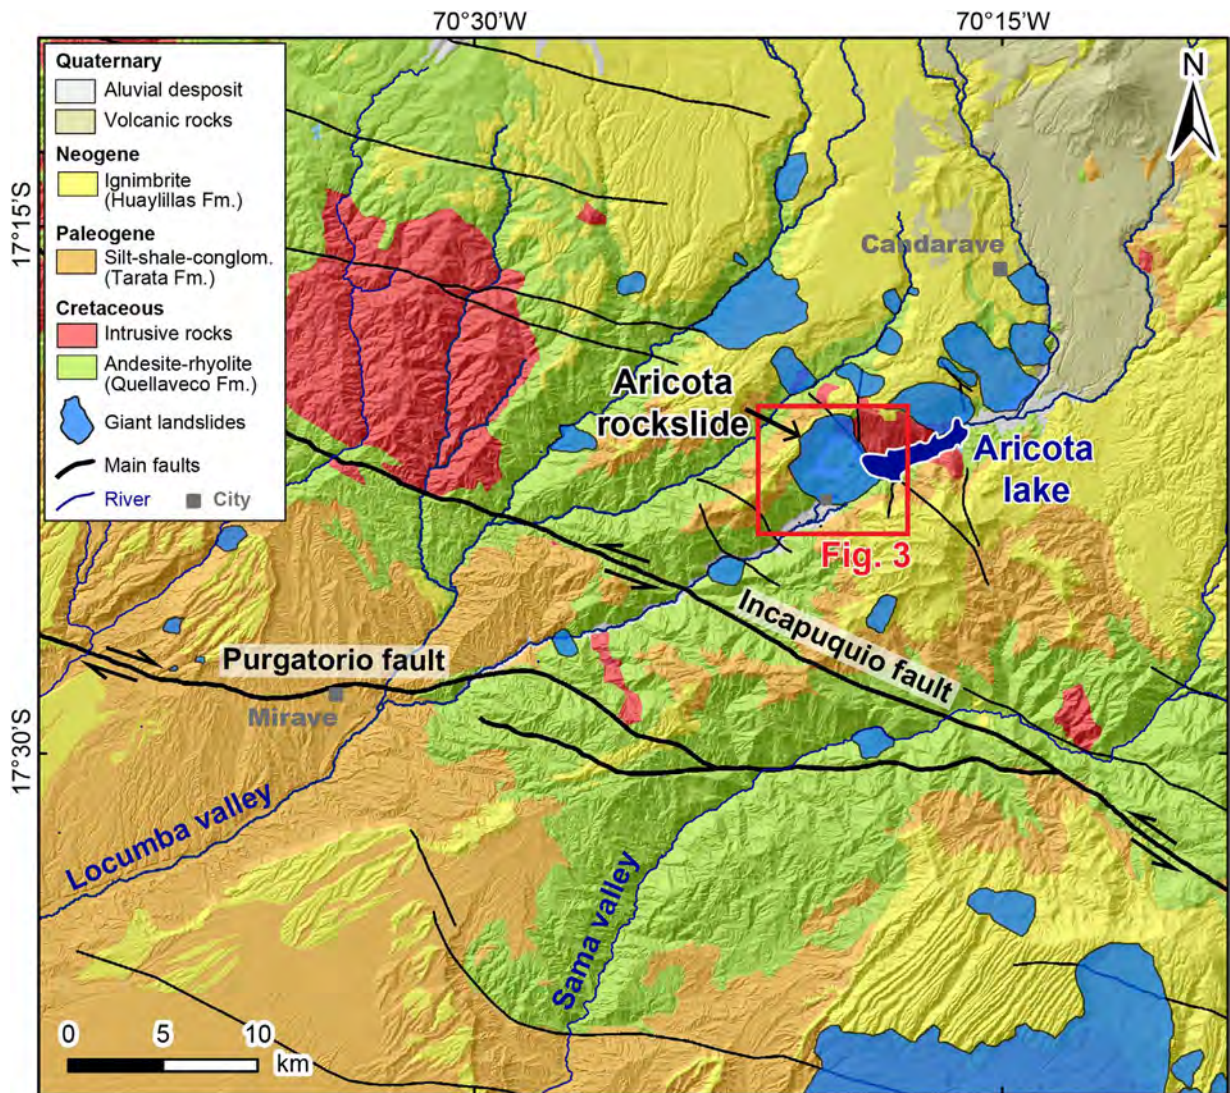 70°30'W
70°15'W
Quaternary
Aluvial desposit
Volcanic rocks
Neogene
Ignimbrite
(Huaylillas Fm.)
Paleogene
Silt-shale-conglom.
(Tarata Fm.)
Cretaceous
Intrusive rocks
Andesite-rhyolite
(Quellaveco Fm.)
Giant landslides
Main faults
River
City
N
17°15'S
Candarave
Aricota
rockslide
Aricota
lake
Fig. 3
Incapuquio fault
Purgatorio fault
Mirave
17°30'S
Locumba valley
Sama valley
0 5 10
km